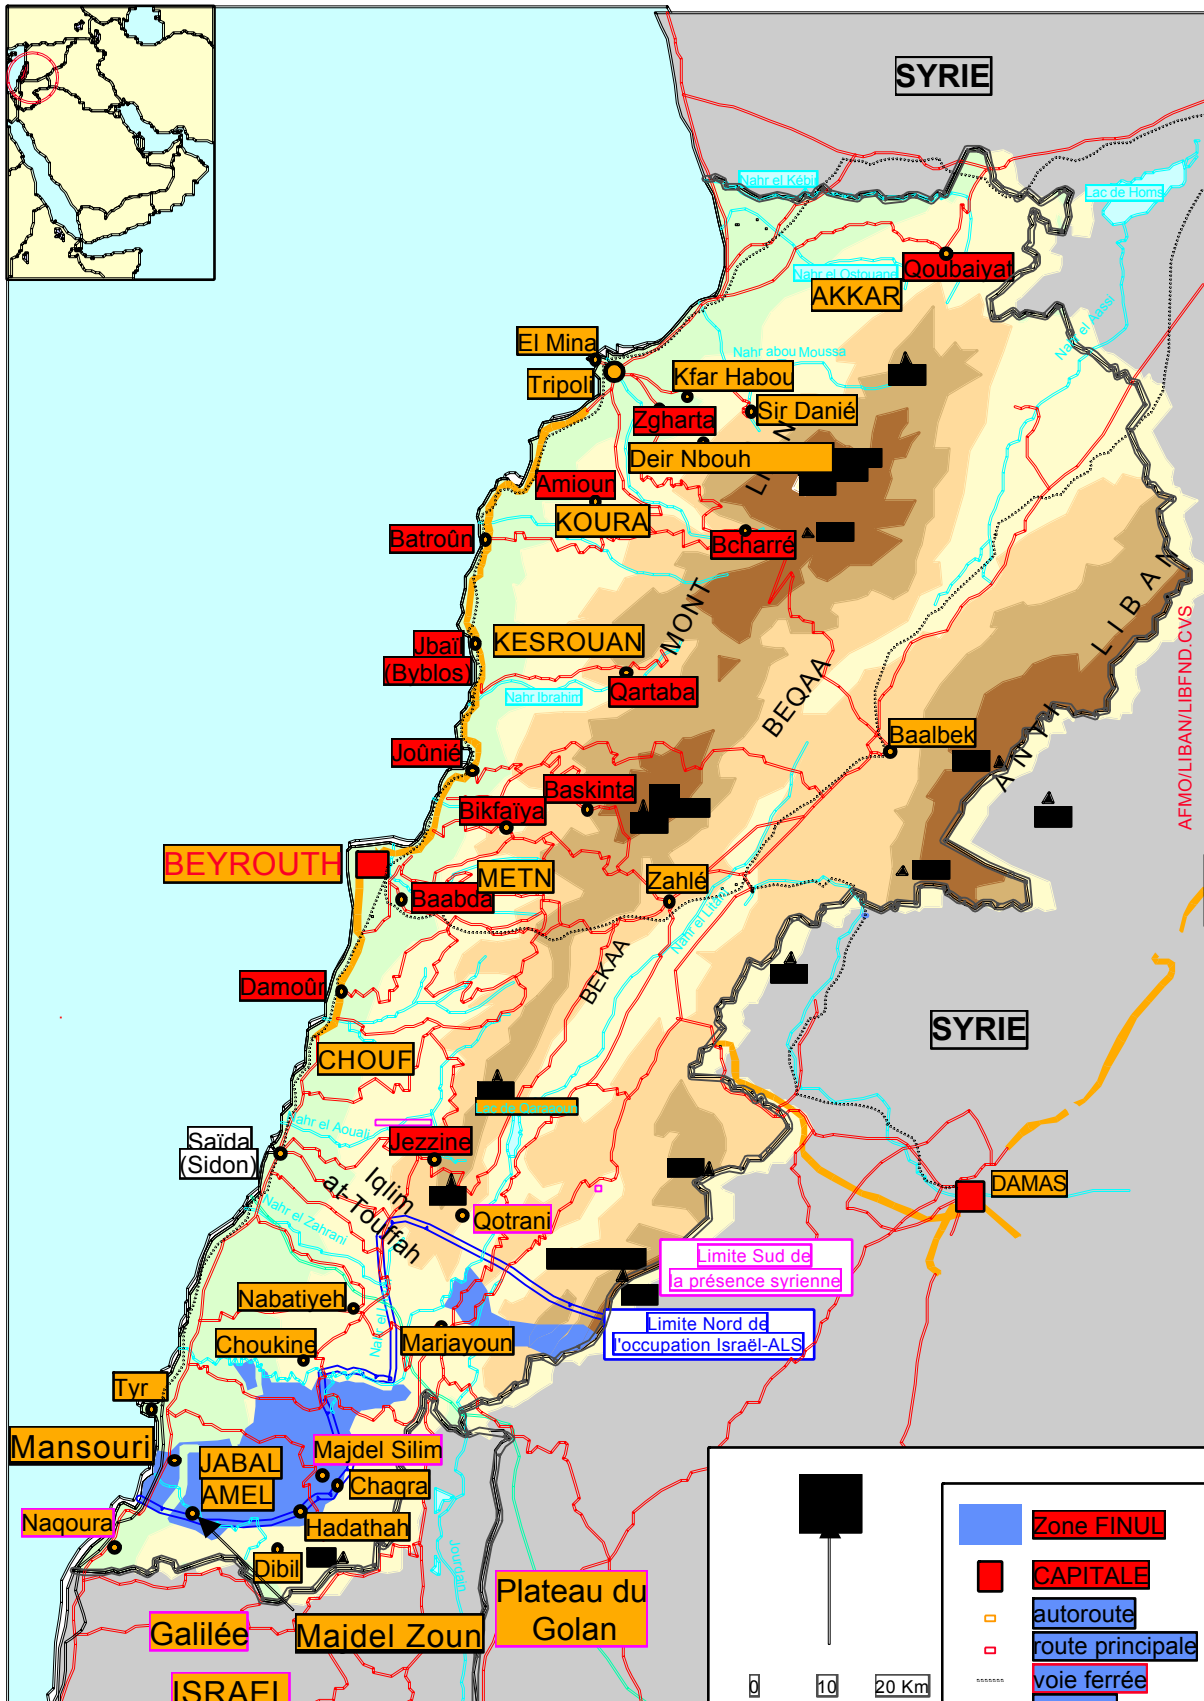 SYRIE
Nahr el Kébir
Lac de Homs
Qoubaiyat
Nahr el Ostouane
AKKAR
Nahr el Aassi
El Mina
Nahr abou Moussa
Tripoli
Kfar Habou
Sir Danié
Zgharta
Deir Nbouh
Amioun
KOURA
Batroûn
Bcharré
MONT
LIBAN
ANTI
AFMO/LIBAN/LIBFND.CVS
Jbaïl
(Byblos)
KESROUAN
Nahr Ibrahim
Qartaba
BEQAA
Baalbek
Joûnié
Baskinta
Bikfaïya
BEYROUTH
METN
Zahlé
Baabda
Nahr el Litani
BEKAA
Damoûr
SYRIE
CHOUF
Nahr el Aouali
Saïda
(Sidon)
Jezzine
DAMAS
Iqlim
at-Touffah
Qotrani
Nahr el Zahrani
Limite Sud de
la présence syrienne
Nabatiyeh
Limite Nord de
l'occupation Israël-ALS
Choukine
Marjayoun
Tyr
Mansouri
JABAL
AMEL
Majdel Silim
Chaqra
Naqoura
Hadathah
Dibil
Jourdain
Galilée
Majdel Zoun
Plateau du
Golan
ISRAEL
0
10
20 Km
Zone FINUL
CAPITALE
autoroute
route principale
voie ferrée